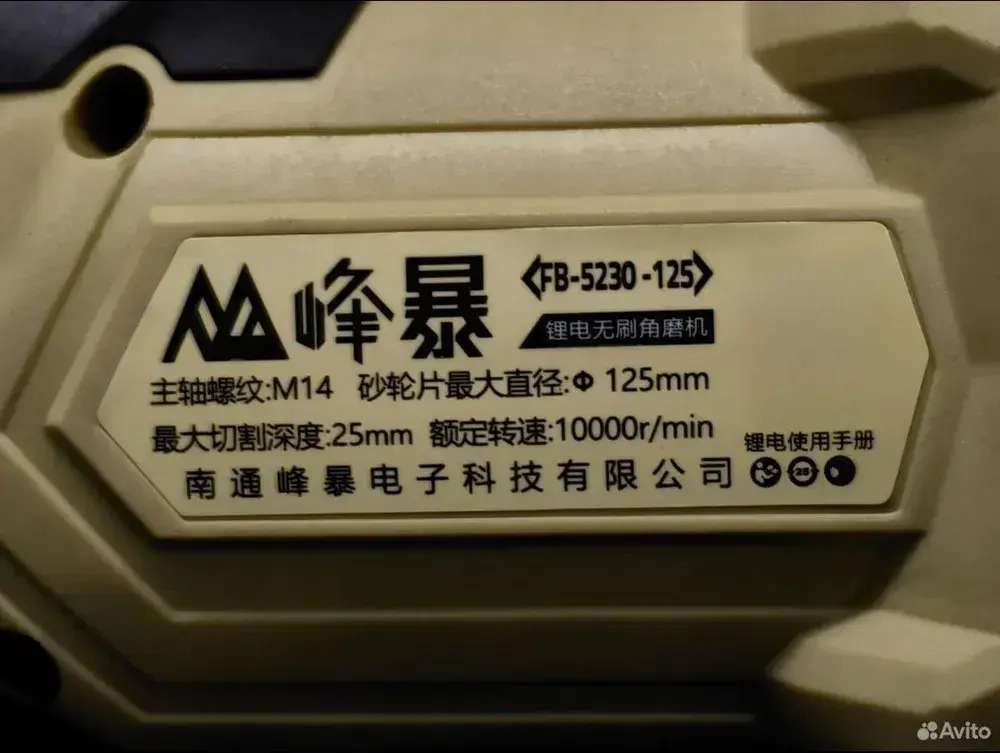 峰暴
<FB-5230-125>
锂电无刷角磨机
主轴螺纹:M14 砂轮片最大直径:Φ 125mm
最大切割深度:25mm 额定转速:10000r/min
锂电使用手册
南通峰暴电子科技有限公司
Avito